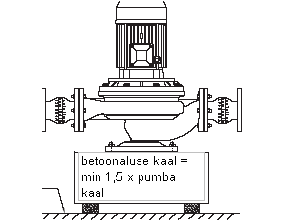 betoonaluse kaal =
min 1,5 x pumba
kaal